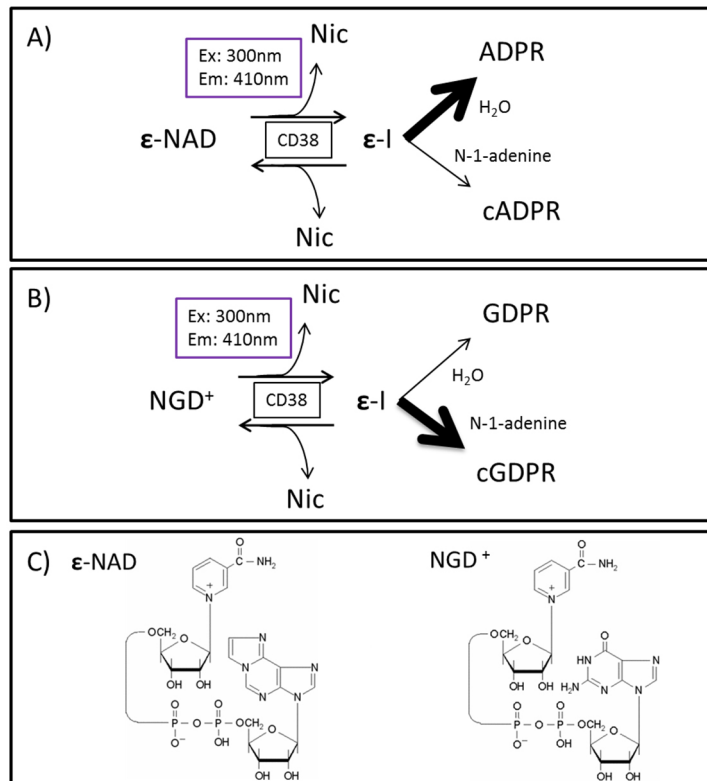 A)
Ex: 300nm
Em: 410nm
Nic
ADPR
H₂O
ε-NAD
CD38
ε-I
N-1-adenine
cADPR
Nic
B)
Ex: 300nm
Em: 410nm
Nic
GDPR
H₂O
NGD⁺
CD38
ε-I
N-1-adenine
cGDPR
Nic
C) ε-NAD
NGD⁺
O
C-NH₂
+
N
OCH₂
O
N
N
N
N
N
OH OH
O O
P-O-P-OCH₂
O⁻ OH
O
OH OH
O
C-NH₂
+
N
OCH₂
O
O
HN
N
H₂N
N
N
OH OH
O O
P-O-P-OCH₂
O⁻ OH
O
OH OH